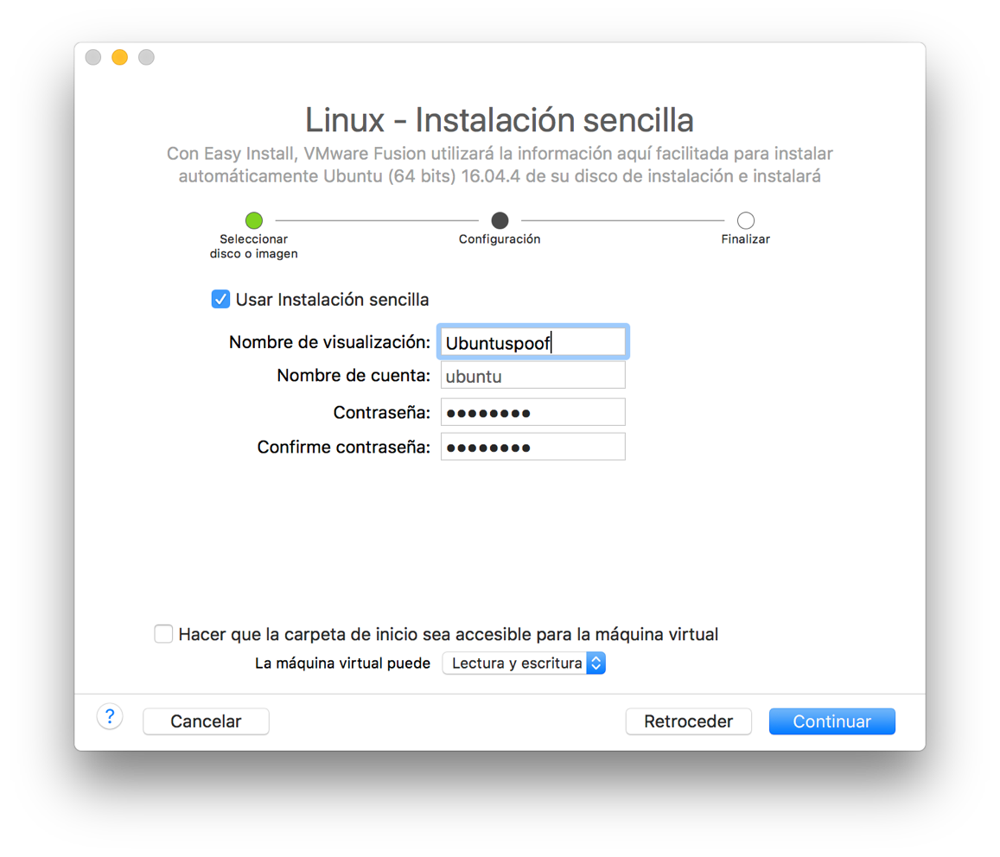 Linux - Instalación sencilla
Con Easy Install, VMware Fusion utilizará la información aquí facilitada para instalar
automáticamente Ubuntu (64 bits) 16.04.4 de su disco de instalación e instalará
Seleccionar
disco o imagen
Configuración
Finalizar
Usar Instalación sencilla
Nombre de visualización: Ubuntuspoof
Nombre de cuenta: ubuntu
Contraseña: ●●●●●●●●
Confirme contraseña: ●●●●●●●●
Hacer que la carpeta de inicio sea accesible para la máquina virtual
La máquina virtual puede Lectura y escritura
? Cancelar Retroceder Continuar